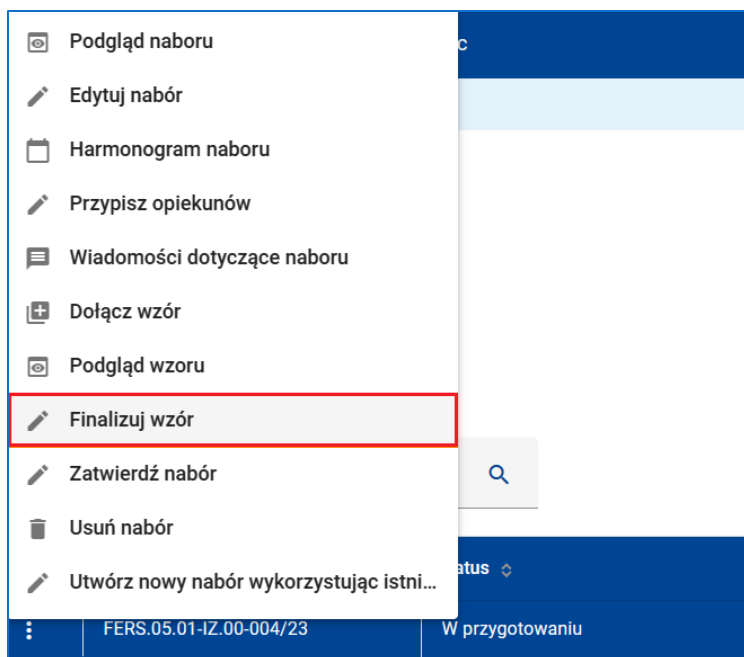 Podgląd naboru
c
Edytuj nabór
Harmonogram naboru
Przypisz opiekunów
Wiadomości dotyczące naboru
Dołącz wzór
Podgląd wzoru
Finalizuj wzór
Zatwierdź nabór
Usuń nabór
Utwórz nowy nabór wykorzystując istni...
atus
FERS.05.01-IZ.00-004/23 W przygotowaniu